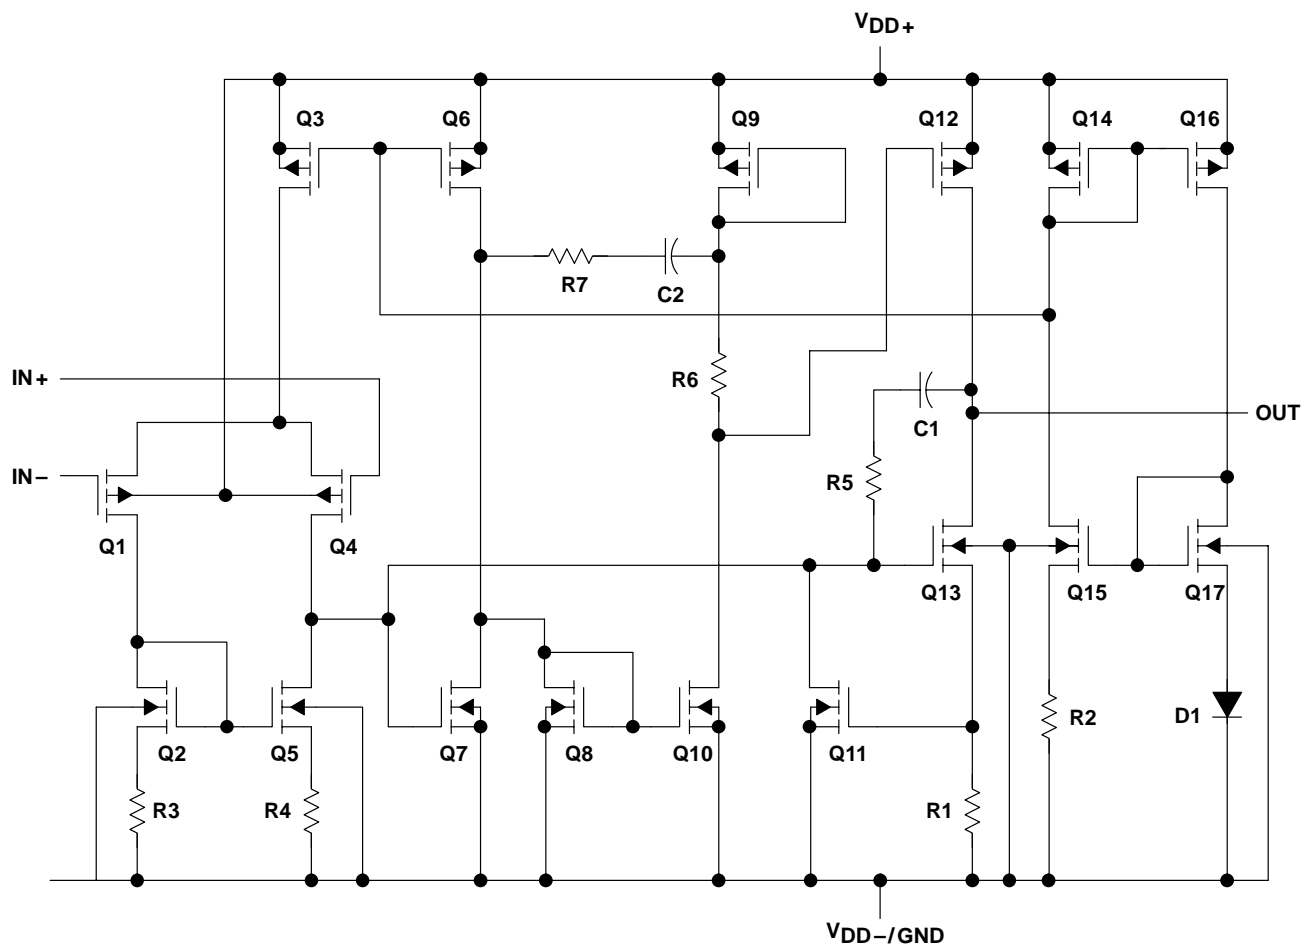 VDD+
Q3
Q6
Q9
Q12
Q14
Q16
R7
C2
IN+
R6
OUT
C1
IN−
R5
Q1
Q4
Q13
Q15
Q17
R2
D1
Q2
Q5
Q7
Q8
Q10
Q11
R3
R4
R1
VDD−/GND